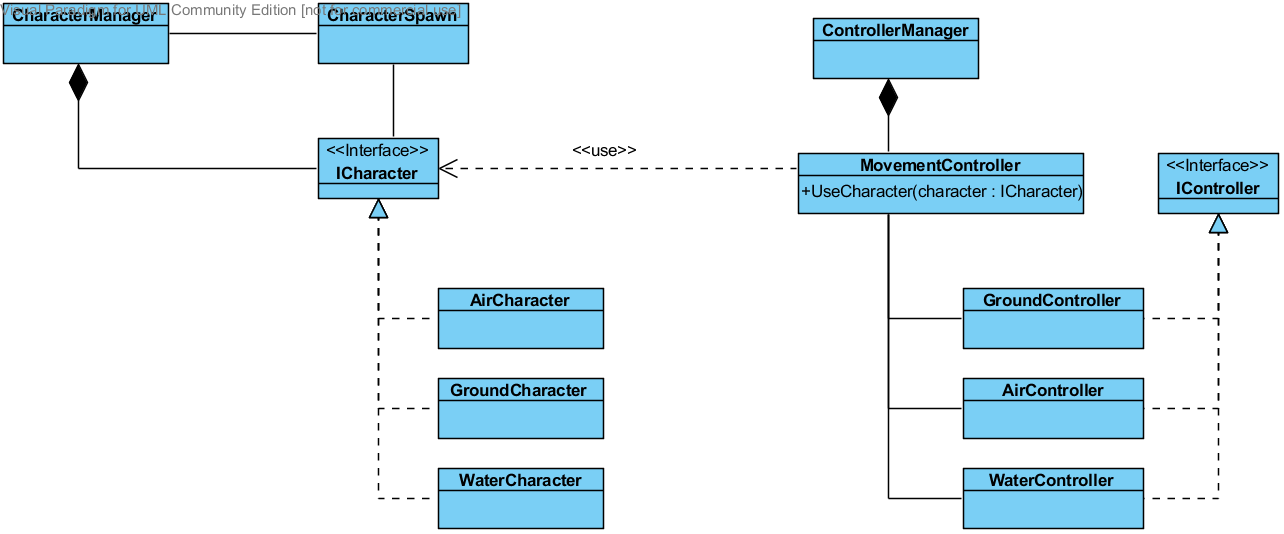 Visual Paradigm for UML Community Edition [not for commercial use]
CharacterManager
CharacterSpawn
ControllerManager
<<Interface>>
ICharacter
<<use>>
MovementController
+UseCharacter(character : ICharacter)
<<Interface>>
IController
AirCharacter
GroundController
GroundCharacter
AirController
WaterCharacter
WaterController